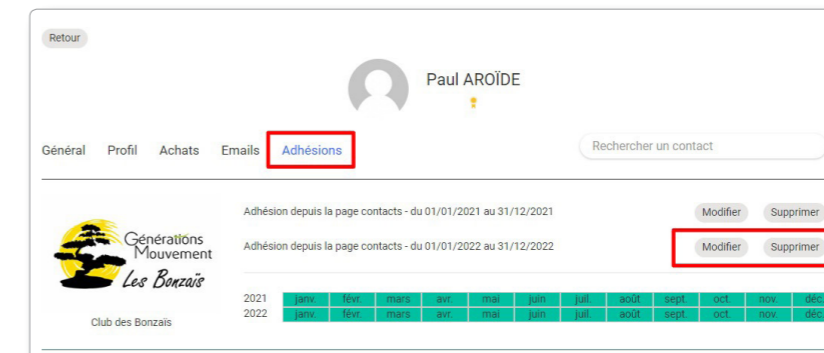 Retour
Paul AROÏDE
Général Profil Achats Emails Adhésions Rechercher un contact
Adhésion depuis la page contacts - du 01/01/2021 au 31/12/2021 Modifier Supprimer
Générations
Mouvement
Les Bonzaïs
Adhésion depuis la page contacts - du 01/01/2022 au 31/12/2022 Modifier Supprimer
Club des Bonzaïs
2021 janv. févr. mars avr. mai juin juil. août sept. oct. nov. déc.
2022 janv. févr. mars avr. mai juin juil. août sept. oct. nov. déc.